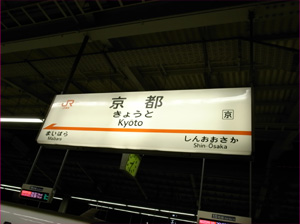 JR
京都
きょうと
Kyoto
京
まいばら
Maibara
しんおおさか
Shin Osaka